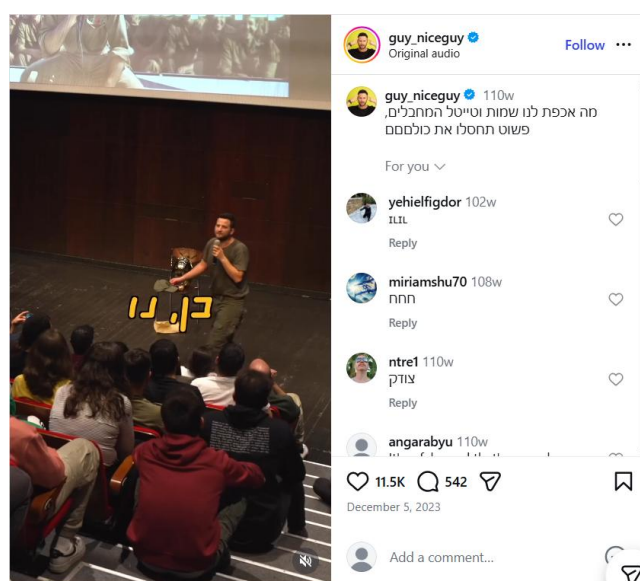 כן, נו
guy_niceguy
Original audio
Follow
guy_niceguy 110w
מה אכפת לנו שמות וטייטל המחבלים,
פשוט תחסלו את כולםםם
For you
yehielfigdor 102w
ILIL
Reply
miriamshu70 108w
חחח
Reply
ntre1 110w
צודק
Reply
angarabyu 110w
11.5K 542
December 5, 2023
Add a comment...